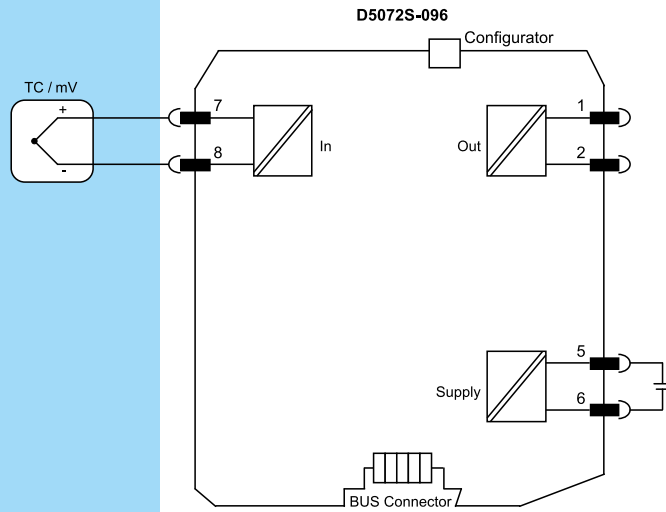 D5072S-096
Configurator
TC / mV
+
-
7
8
In
Out
1
2
Supply
5
6
BUS Connector